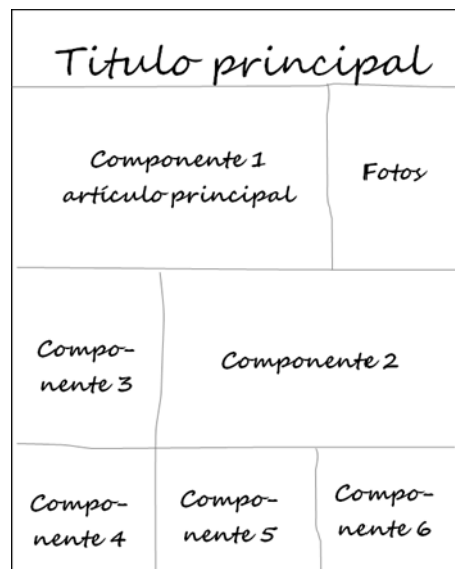 Titulo principal
Componente 1
artículo principal
Fotos
Compo-
nente 3
Componente 2
Compo-
nente 4
Compo-
nente 5
Compo-
nente 6